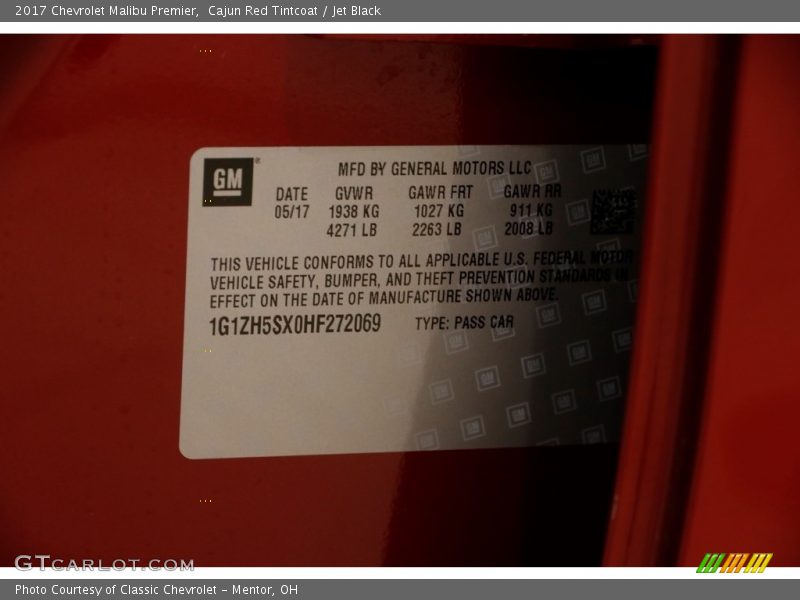 2017 Chevrolet Malibu Premier,  Cajun Red Tintcoat / Jet Black
GM
MFD BY GENERAL MOTORS LLC
DATE GVWR GAWR FRT GAWR RR
05/17 1938 KG 1027 KG 911 KG
4271 LB 2263 LB 2008 LB
THIS VEHICLE CONFORMS TO ALL APPLICABLE U.S. FEDERAL MOTOR
VEHICLE SAFETY, BUMPER, AND THEFT PREVENTION STANDARDS IN
EFFECT ON THE DATE OF MANUFACTURE SHOWN ABOVE.
1G1ZH5SX0HF272069 TYPE: PASS CAR
GTCARLOT.COM
Photo Courtesy of Classic Chevrolet - Mentor, OH